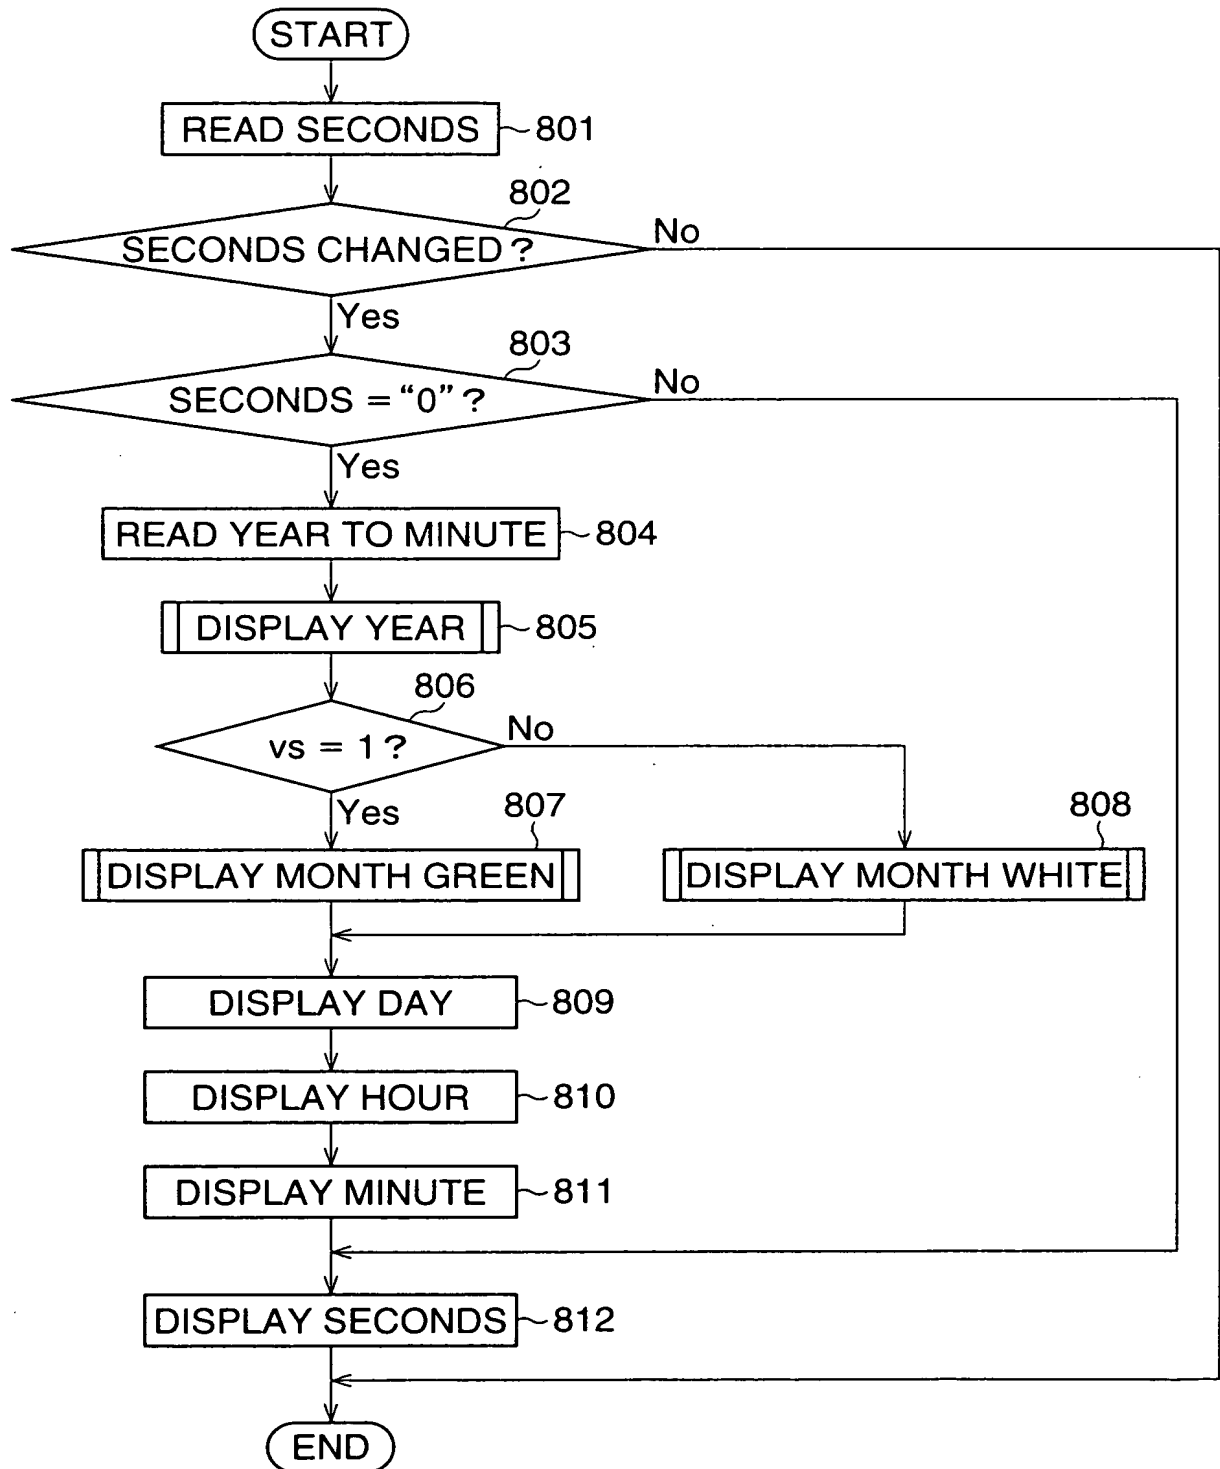 START
READ SECONDS 801
802
SECONDS CHANGED? No
Yes
803
SECONDS = “0”? No
Yes
READ YEAR TO MINUTE 804
DISPLAY YEAR 805
806
vs = 1? No
Yes
807 808
DISPLAY MONTH GREEN DISPLAY MONTH WHITE
DISPLAY DAY 809
DISPLAY HOUR 810
DISPLAY MINUTE 811
DISPLAY SECONDS 812
END